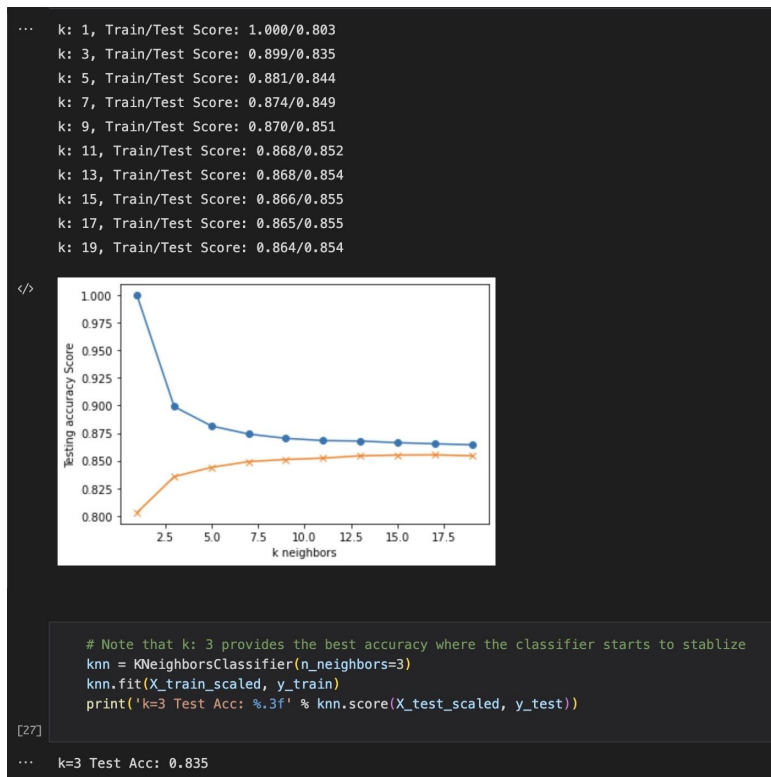 ... k: 1, Train/Test Score: 1.000/0.803
k: 3, Train/Test Score: 0.899/0.835
k: 5, Train/Test Score: 0.881/0.844
k: 7, Train/Test Score: 0.874/0.849
k: 9, Train/Test Score: 0.870/0.851
k: 11, Train/Test Score: 0.868/0.852
k: 13, Train/Test Score: 0.868/0.854
k: 15, Train/Test Score: 0.866/0.855
k: 17, Train/Test Score: 0.865/0.855
k: 19, Train/Test Score: 0.864/0.854
</>
Testing accuracy Score
1.000
0.975
0.950
0.925
0.900
0.875
0.850
0.825
0.800
2.5 5.0 7.5 10.0 12.5 15.0 17.5
k neighbors
# Note that k: 3 provides the best accuracy where the classifier starts to stablize
knn = KNeighborsClassifier(n_neighbors=3)
knn.fit(X_train_scaled, y_train)
print('k=3 Test Acc: %.3f' % knn.score(X_test_scaled, y_test))
[27]
... k=3 Test Acc: 0.835